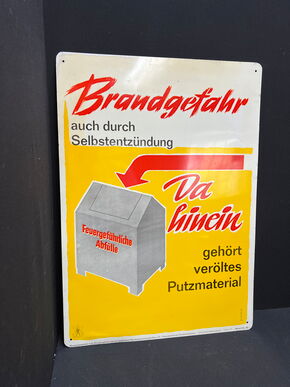 Brandgefahr
auch durch
Selbstentzündung
Da
hinein
Feuergefährliche
Abfälle
gehört
veröltes
Putzmaterial